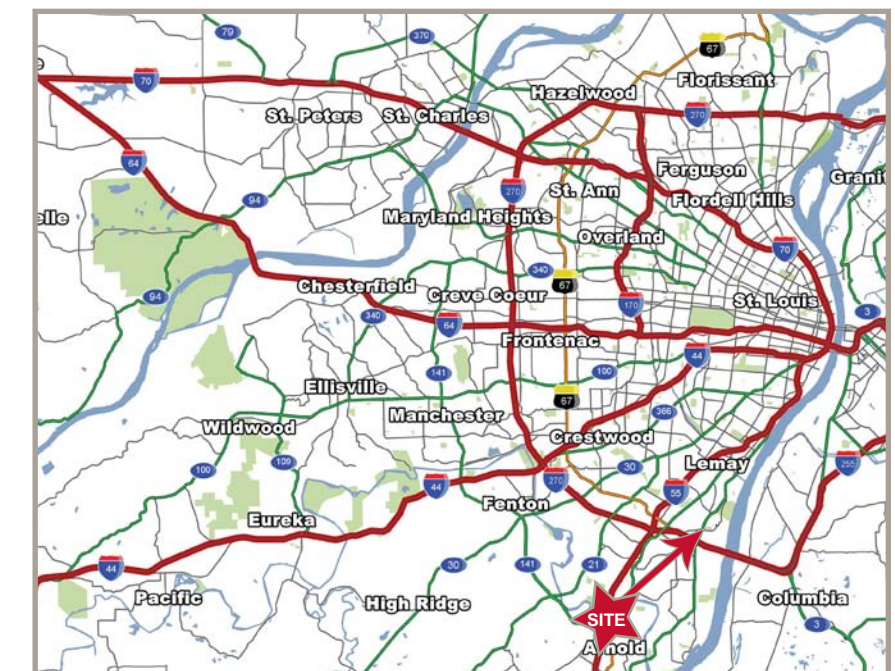 79
370
67
70
Hazelwood
Florissant
St. Peters
St. Charles
270
64
Ferguson
270
St. Ann
Granit
94
Flordell Hills
elle
Maryland Heights
Overland
70
340
67
Chesterfield
94
Creve Coeur
170
St. Louis
340
64
3
Frontenac
44
141
100
Ellisville
67
Manchester
366
Wildwood
Crestwood
100
109
30
Lemay
255
44
270
55
Fenton
Eureka
44
30
141
21
Pacific
High Ridge
Columbia
SITE
3
Arnold